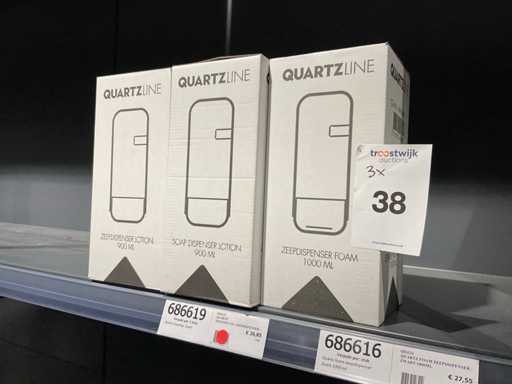 QUARTZLINE
ZEEPDISPENSER LOTION
900 ML
QUARTZLINE
SOAP DISPENSER LOTION
900 ML
QUARTZLINE
ZEEPDISPENSER FOAM
1000 ML
troostwijk
auctions
3x
38
686619
686616
€ 27,55